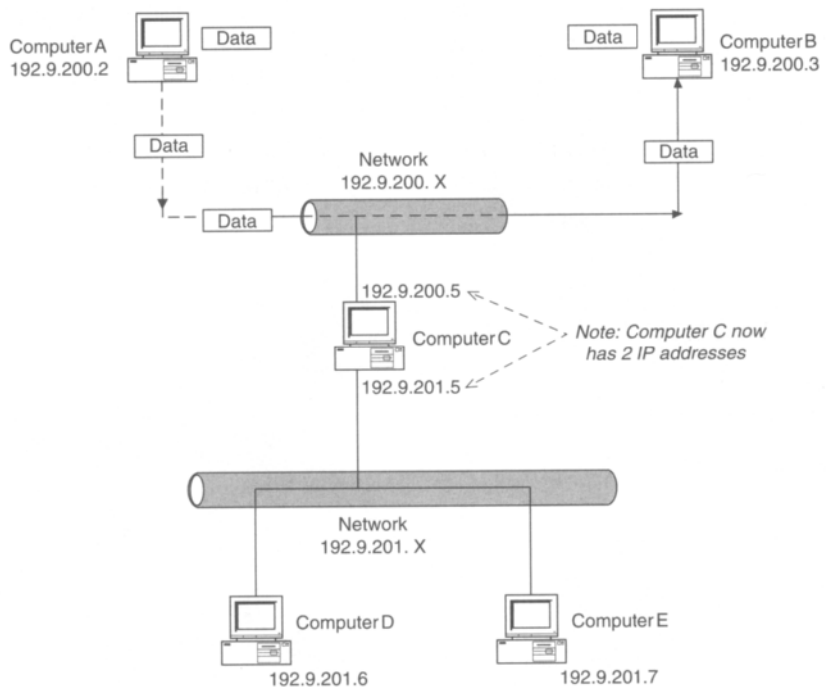 Computer A
192.9.200.2
Data
Data
Computer B
192.9.200.3
Data
Data
Network
192.9.200. X
Data
192.9.200.5
Computer C
Note: Computer C now
has 2 IP addresses
192.9.201.5
Network
192.9.201. X
Computer D
192.9.201.6
Computer E
192.9.201.7